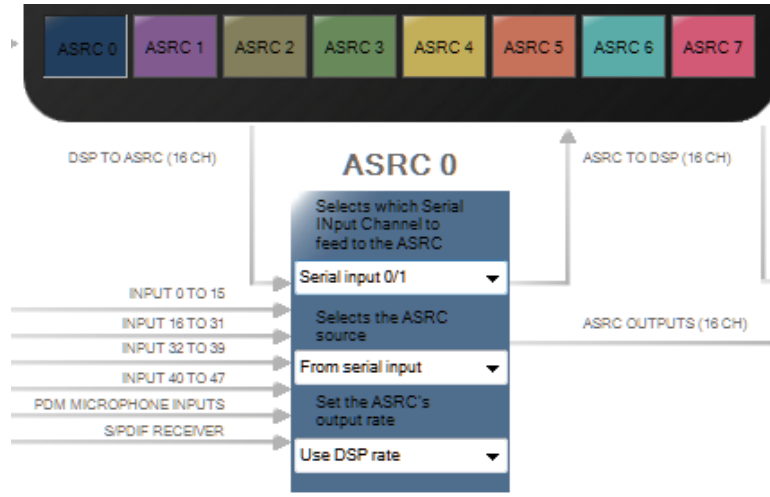 ASRC 0 ASRC 1 ASRC 2 ASRC 3 ASRC 4 ASRC 5 ASRC 6 ASRC 7
DSP TO ASRC (16 CH)
ASRC 0
ASRC TO DSP (16 CH)
Selects which Serial
INput Channel to
feed to the ASRC
Serial input 0/1
INPUT 0 TO 15
INPUT 16 TO 31
INPUT 32 TO 39
INPUT 40 TO 47
PDM MICROPHONE INPUTS
S/PDIF RECEIVER
Selects the ASRC
source
From serial input
Set the ASRC's
output rate
Use DSP rate
ASRC OUTPUTS (16 CH)